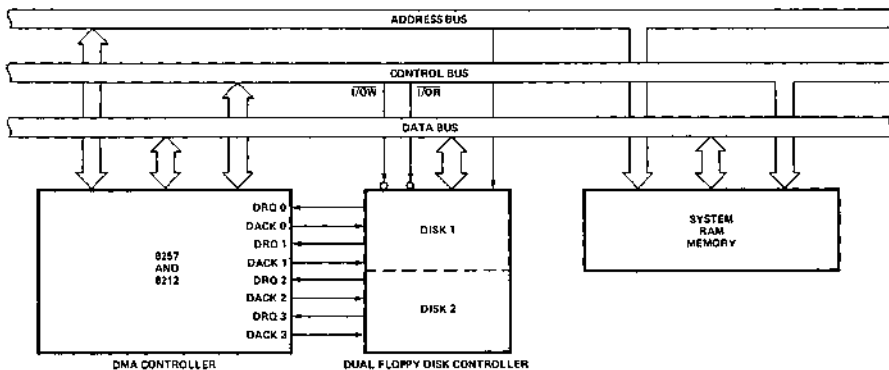 ADDRESS BUS
CONTROL BUS
I/OW I/OR
DATA BUS
DRQ 0
DACK 0
DRQ 1
DACK 1
DRQ 2
DACK 2
DRQ 3
DACK 3
8257
AND
8212
DISK 1
DISK 2
SYSTEM
RAM
MEMORY
DMA CONTROLLER
DUAL FLOPPY DISK CONTROLLER